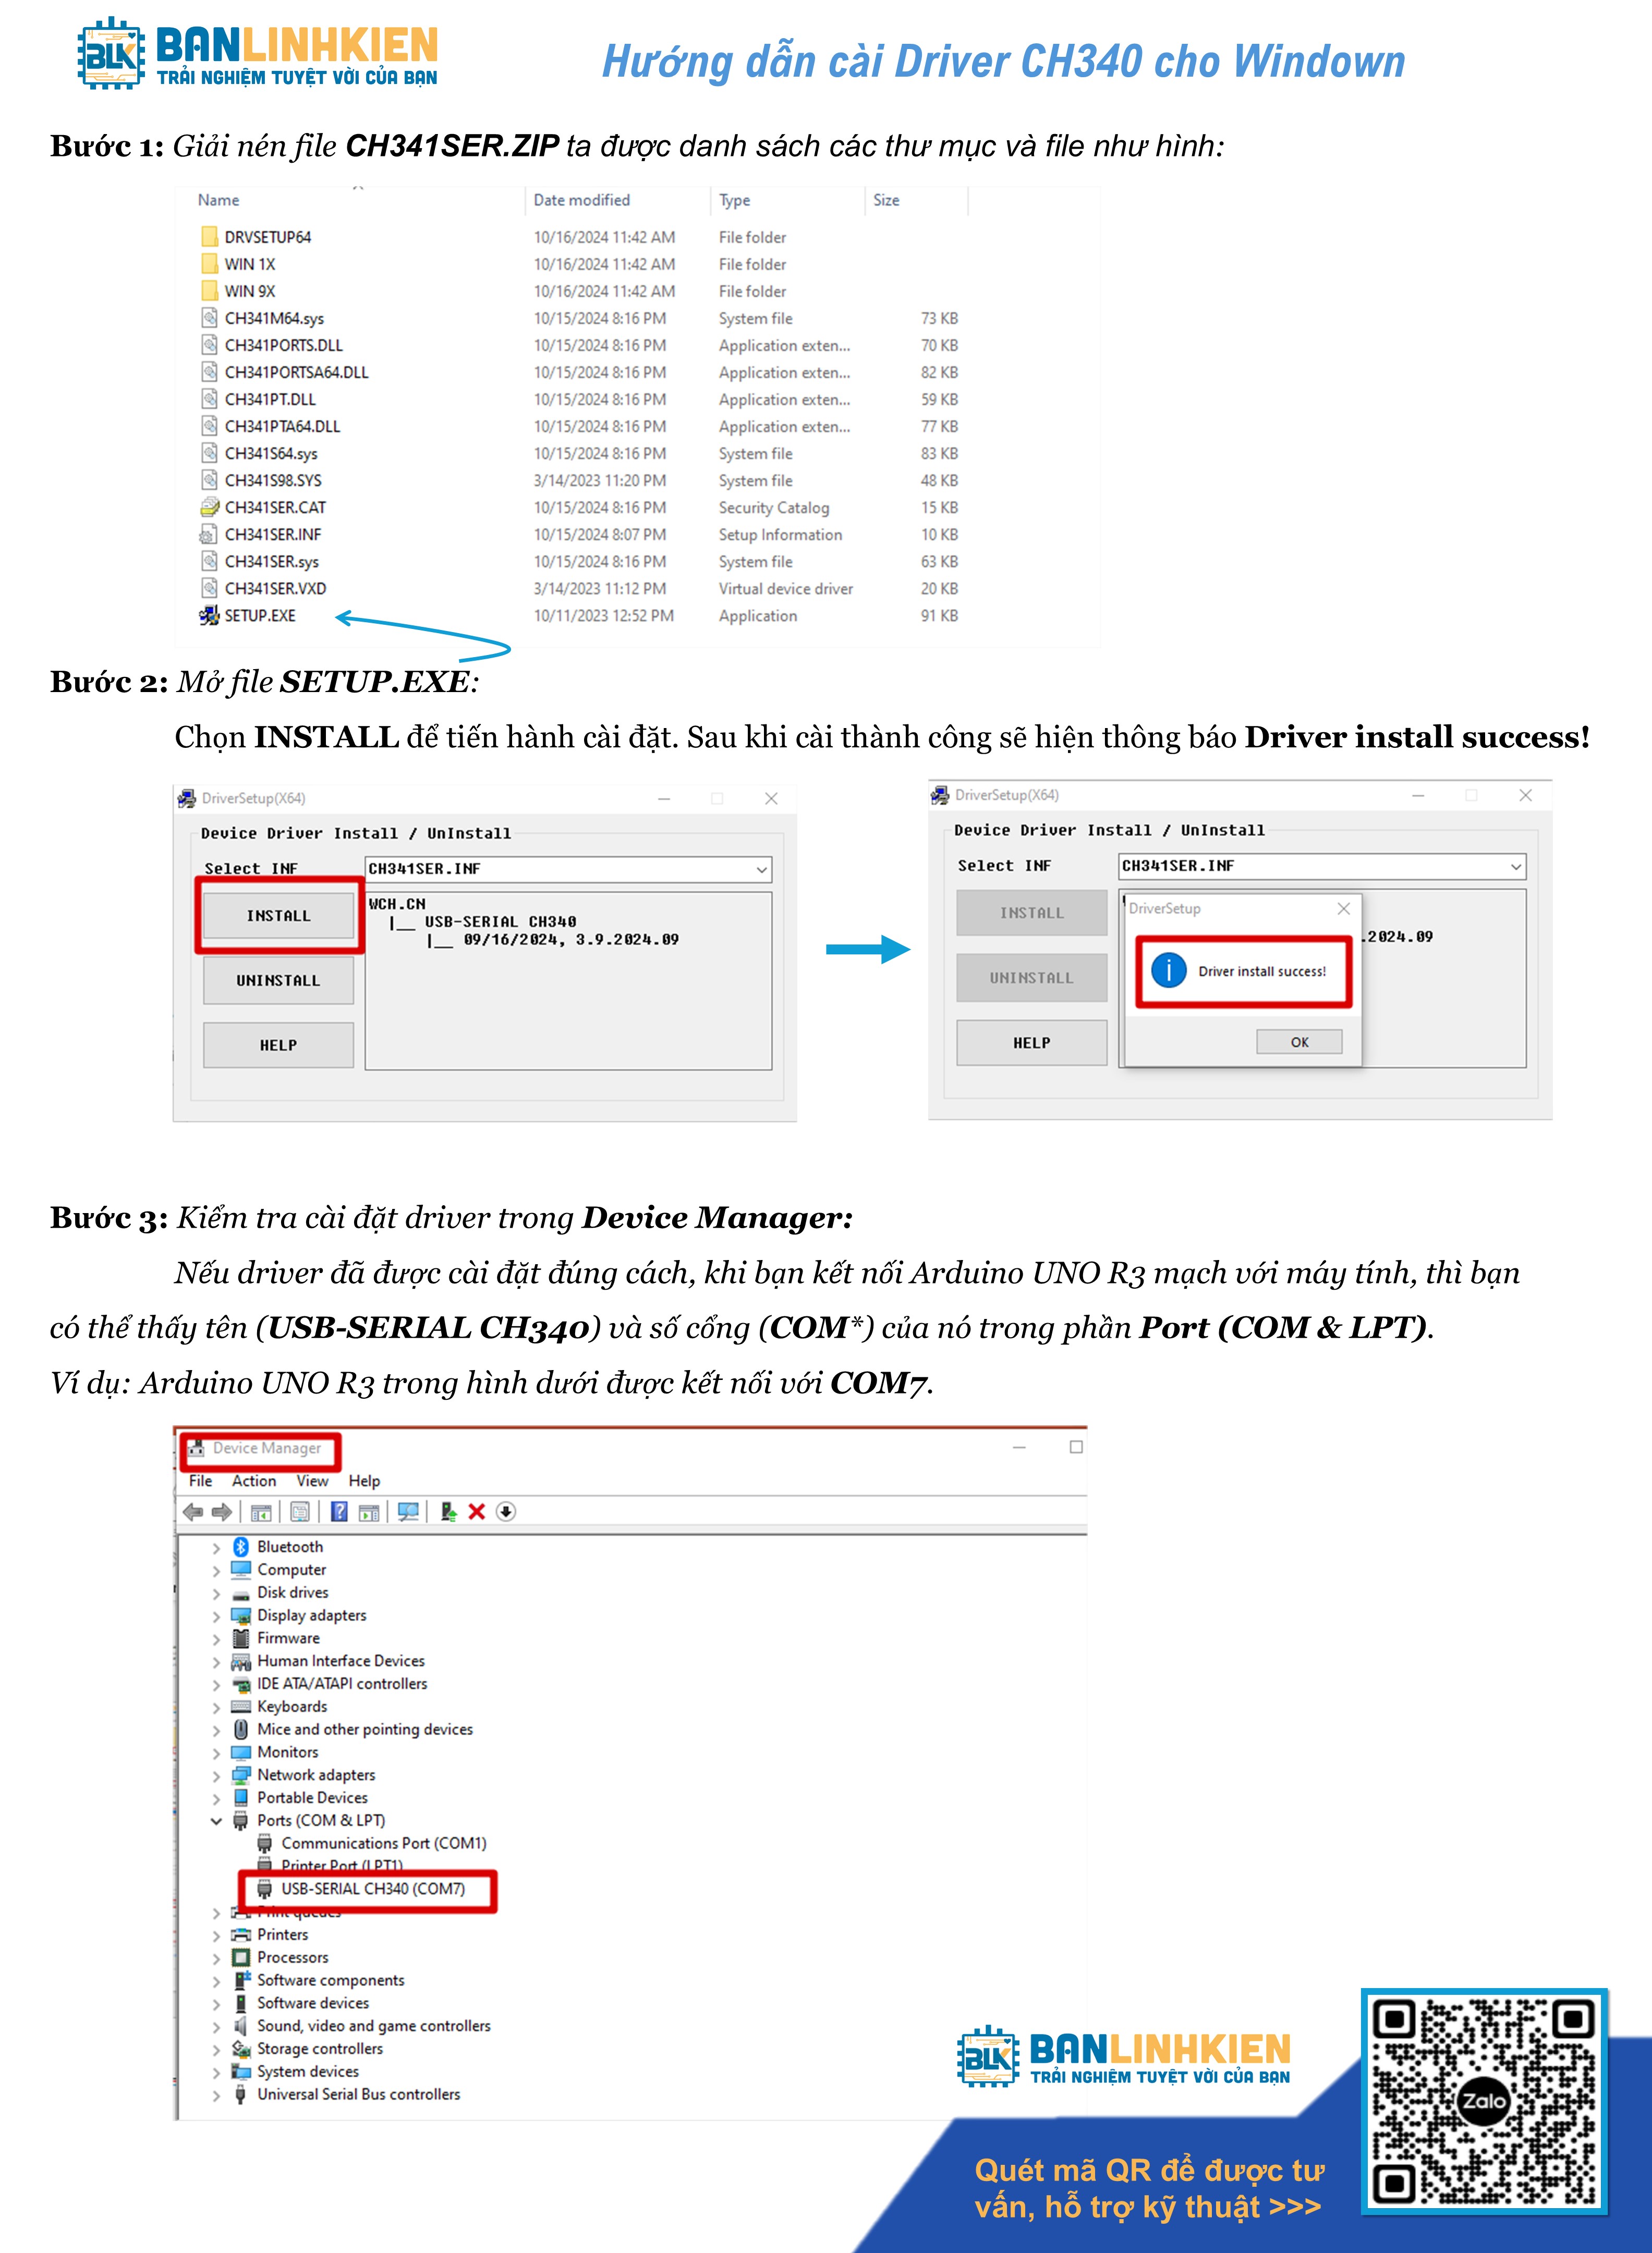 BLK BANLINHKIEN
TRẢI NGHIỆM TUYỆT VỜI CỦA BẠN
Hướng dẫn cài Driver CH340 cho Windown
Bước 1: Giải nén file CH341SER.ZIP ta được danh sách các thư mục và file như hình:
Name Date modified Type Size
DRVSETUP64 10/16/2024 11:42 AM File folder
WIN 1X 10/16/2024 11:42 AM File folder
WIN 9X 10/16/2024 11:42 AM File folder
CH341M64.sys 10/15/2024 8:16 PM System file 73 KB
CH341PORTS.DLL 10/15/2024 8:16 PM Application exten... 70 KB
CH341PORTSA64.DLL 10/15/2024 8:16 PM Application exten... 82 KB
CH341PT.DLL 10/15/2024 8:16 PM Application exten... 59 KB
CH341PTA64.DLL 10/15/2024 8:16 PM Application exten... 77 KB
CH341S64.sys 10/15/2024 8:16 PM System file 83 KB
CH341S98.SYS 3/14/2023 11:20 PM System file 48 KB
CH341SER.CAT 10/15/2024 8:16 PM Security Catalog 15 KB
CH341SER.INF 10/15/2024 8:07 PM Setup Information 10 KB
CH341SER.sys 10/15/2024 8:16 PM System file 63 KB
CH341SER.VXD 3/14/2023 11:12 PM Virtual device driver 20 KB
SETUP.EXE 10/11/2023 12:52 PM Application 91 KB
Bước 2: Mở file SETUP.EXE:
Chọn INSTALL để tiến hành cài đặt. Sau khi cài thành công sẽ hiện thông báo Driver install success!
DriverSetup(X64)
Device Driver Install / UnInstall
Select INF CH341SER.INF
INSTALL
WCH.CN
|__ USB-SERIAL CH340
|__ 09/16/2024, 3.9.2024.09
UNINSTALL
HELP
DriverSetup(X64)
Device Driver Install / UnInstall
Select INF CH341SER.INF
INSTALL
DriverSetup
.2024.09
UNINSTALL
Driver install success!
HELP
OK
Bước 3: Kiểm tra cài đặt driver trong Device Manager:
Nếu driver đã được cài đặt đúng cách, khi bạn kết nối Arduino UNO R3 mạch với máy tính, thì bạn
có thể thấy tên (USB-SERIAL CH340) và số cổng (COM*) của nó trong phần Port (COM & LPT).
Ví dụ: Arduino UNO R3 trong hình dưới được kết nối với COM7.
Device Manager
File Action View Help
Bluetooth
Computer
Disk drives
Display adapters
Firmware
Human Interface Devices
IDE ATA/ATAPI controllers
Keyboards
Mice and other pointing devices
Monitors
Network adapters
Portable Devices
Ports (COM & LPT)
Communications Port (COM1)
Printer Port (LPT1)
USB-SERIAL CH340 (COM7)
Print queues
Printers
Processors
Software components
Software devices
Sound, video and game controllers
Storage controllers
System devices
Universal Serial Bus controllers
BLK BANLINHKIEN
TRẢI NGHIỆM TUYỆT VỜI CỦA BẠN
Zalo
Quét mã QR để được tư
vấn, hỗ trợ kỹ thuật >>>